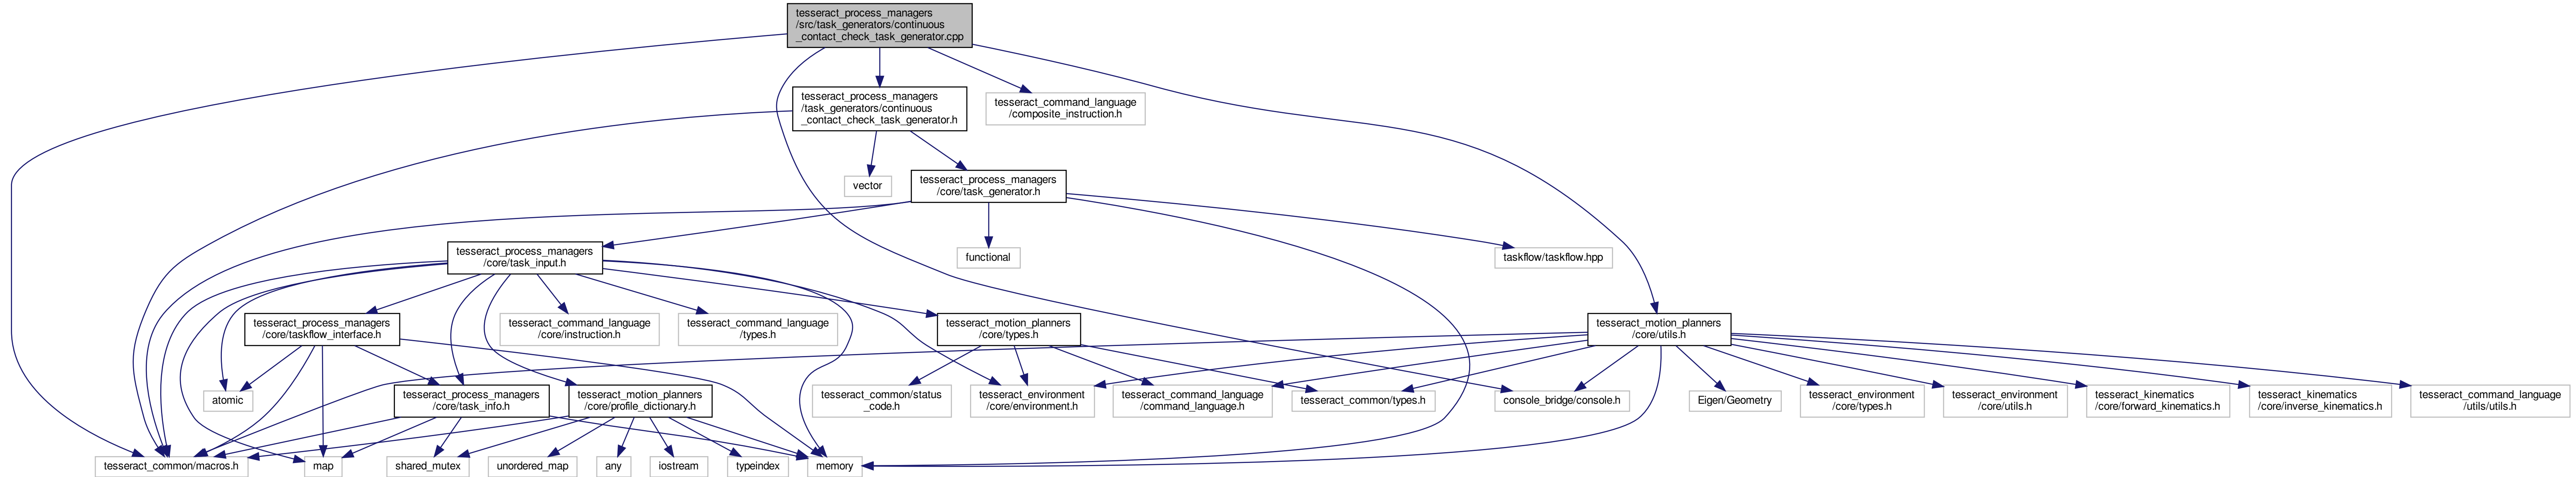 tesseract_process_managers
/src/task_generators/continuous
_contact_check_task_generator.cpp
tesseract_process_managers
/task_generators/continuous
_contact_check_task_generator.h
tesseract_command_language
/composite_instruction.h
vector
tesseract_process_managers
/core/task_generator.h
tesseract_process_managers
/core/task_input.h
functional
taskflow/taskflow.hpp
tesseract_process_managers
/core/taskflow_interface.h
tesseract_command_language
/core/instruction.h
tesseract_command_language
/types.h
tesseract_motion_planners
/core/types.h
tesseract_motion_planners
/core/utils.h
atomic
tesseract_process_managers
/core/task_info.h
tesseract_motion_planners
/core/profile_dictionary.h
tesseract_common/status
_code.h
tesseract_environment
/core/environment.h
tesseract_command_language
/command_language.h
tesseract_common/types.h
console_bridge/console.h
Eigen/Geometry
tesseract_environment
/core/types.h
tesseract_environment
/core/utils.h
tesseract_kinematics
/core/forward_kinematics.h
tesseract_kinematics
/core/inverse_kinematics.h
tesseract_command_language
/utils/utils.h
tesseract_common/macros.h
map
shared_mutex
unordered_map
any
iostream
typeindex
memory